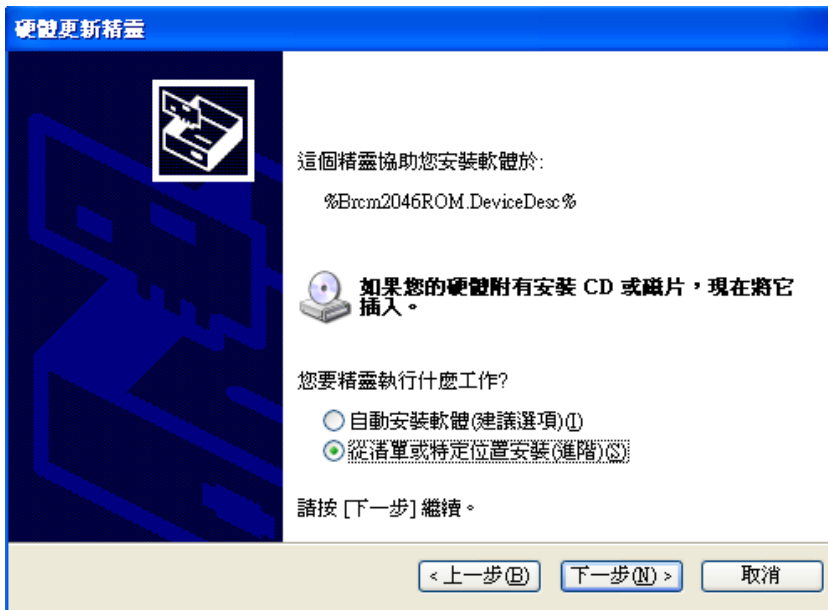 硬體更新精靈
這個精靈協助您安裝軟體於:
%Brcm2046ROM.DeviceDesc%
如果您的硬體附有安裝 CD 或磁片，現在將它
插入。
您要精靈執行什麼工作?
自動安裝軟體(建議選項)(I)
從清單或特定位置安裝(進階)(S)
請按 [下一步] 繼續。
< 上一步(B) 下一步(N) > 取消